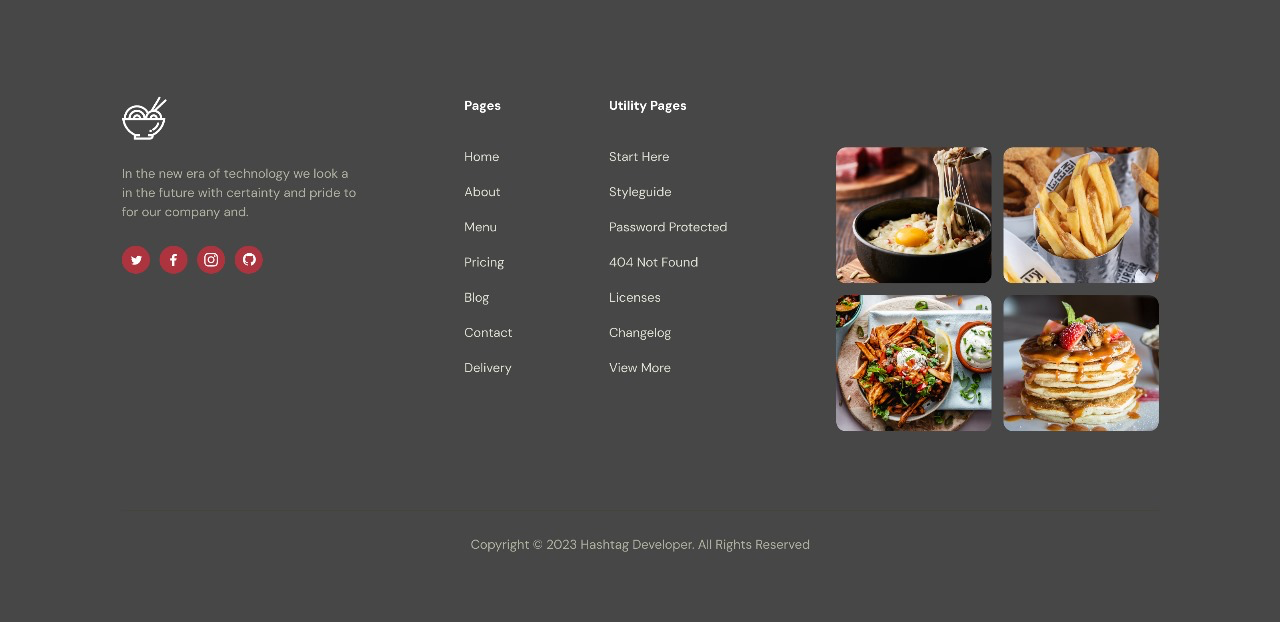 In the new era of technology we look a
in the future with certainty and pride to
for our company and.
Pages
Home
About
Menu
Pricing
Blog
Contact
Delivery
Utility Pages
Start Here
Styleguide
Password Protected
404 Not Found
Licenses
Changelog
View More
Copyright © 2023 Hashtag Developer. All Rights Reserved